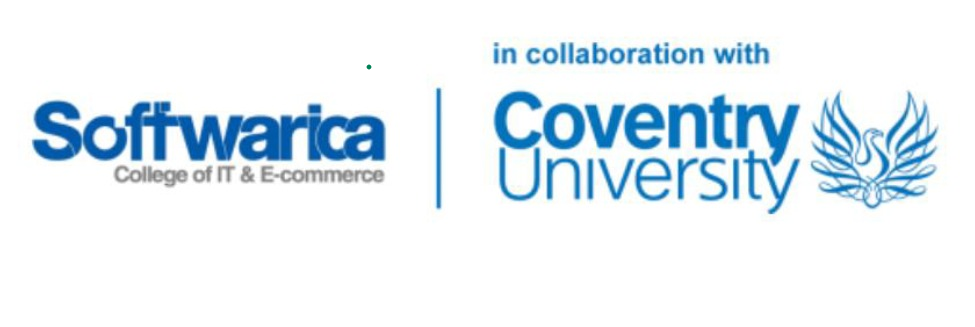 Softwarica
College of IT & E-commerce
in collaboration with
Coventry
University